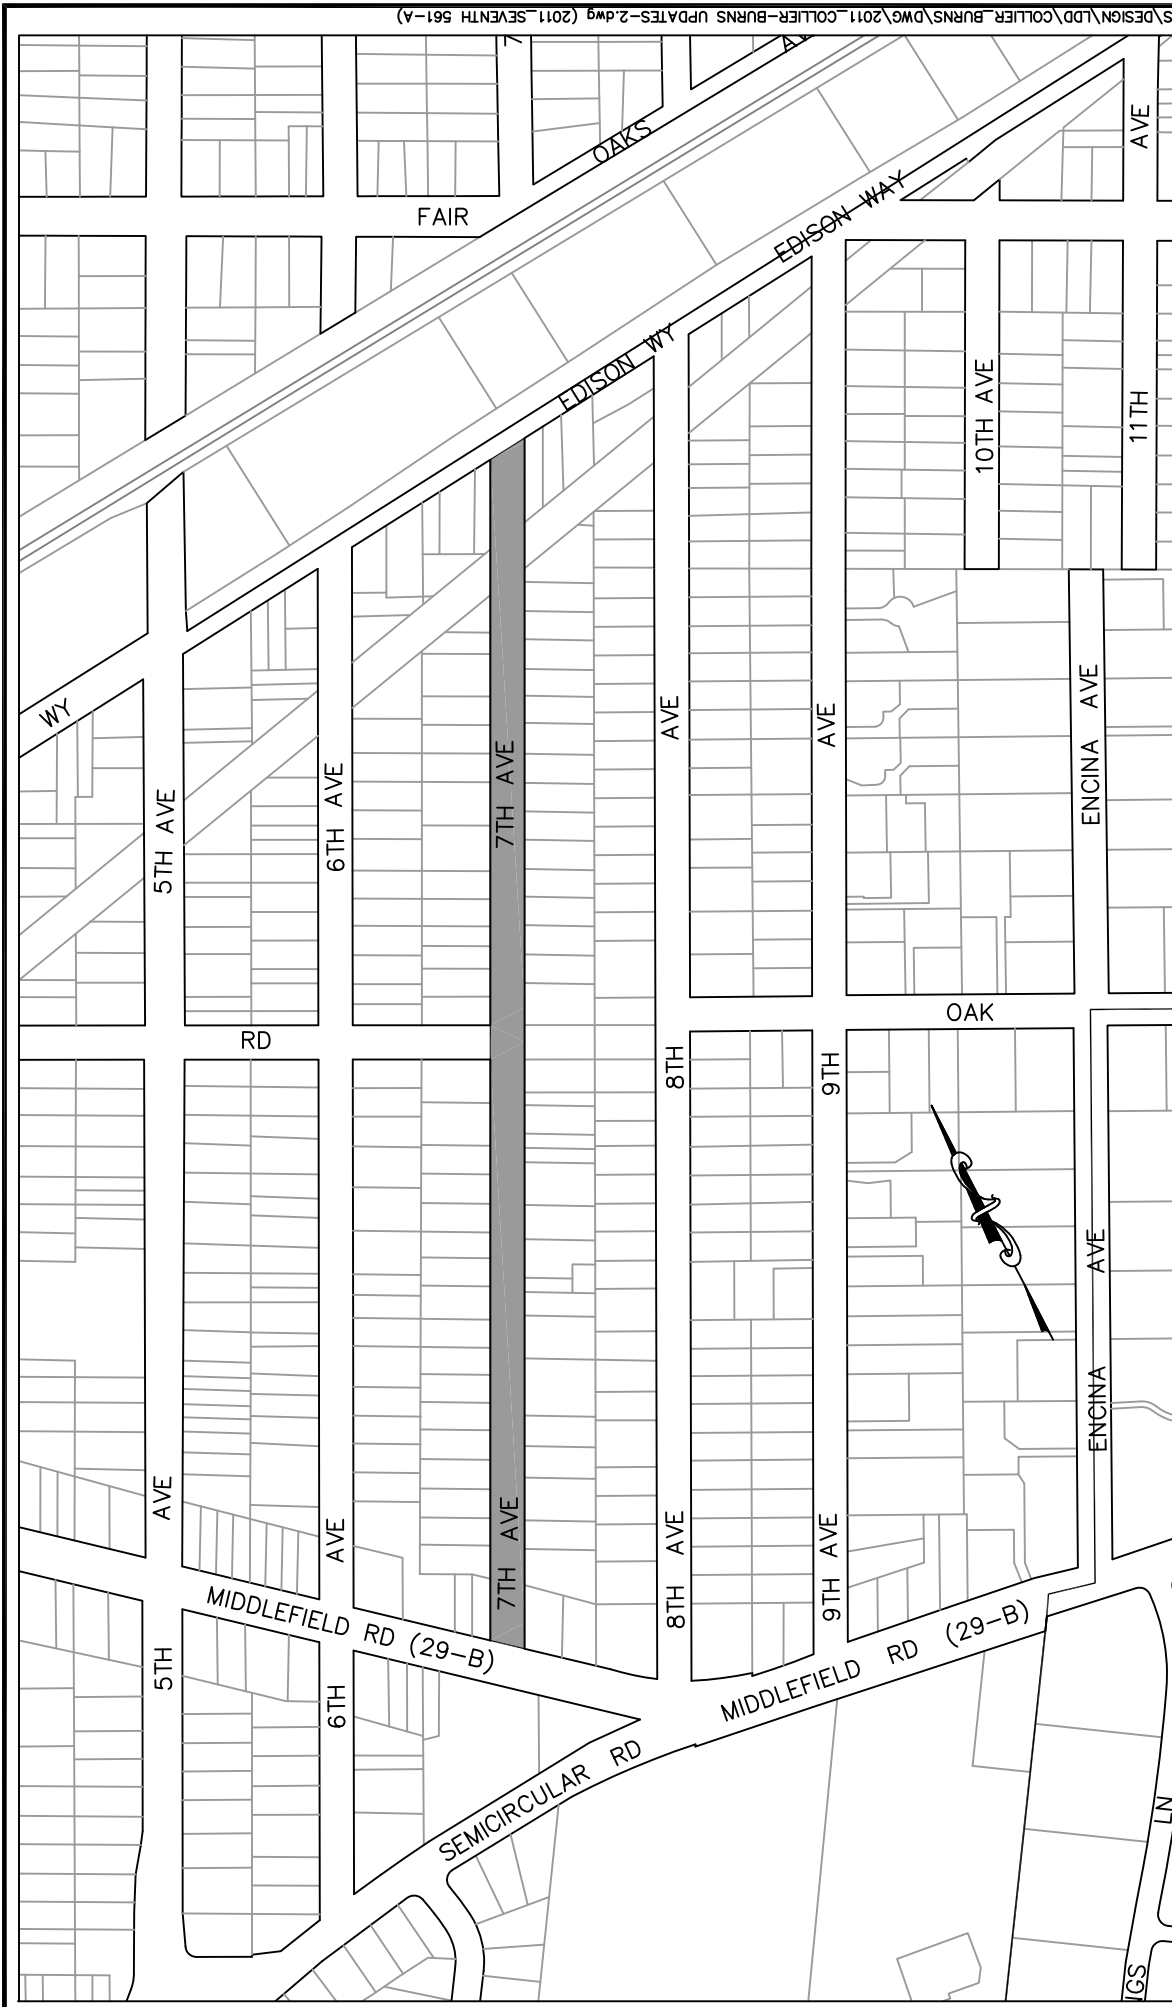 S/DESIGN/LDD/COLLIER_BURNS/DWG/2011_COLLIER-BURNS UPDATES-2.dwg (2011_SEVENTH 561-A)
7
AV
OAKS
AVE
FAIR
EDISON WAY
EDISON WY
10TH AVE
11TH
WY
AVE
AVE
ENCINA AVE
5TH AVE
6TH AVE
7TH AVE
OAK
RD
8TH
9TH
ENCINA AVE
AVE
AVE
7TH AVE
8TH AVE
9TH AVE
MIDDLEFIELD RD (29-B)
MIDDLEFIELD RD (29-B)
5TH
6TH
SEMICIRCULAR RD
LN
IGS